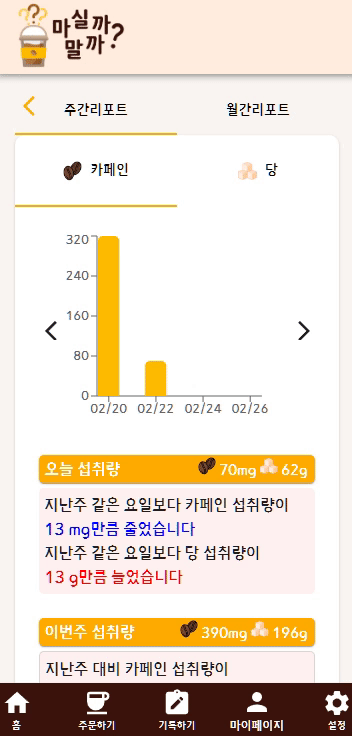 마실까
말까?
주간리포트 월간리포트
카페인 당
320
240
160
80
0
02/20 02/22 02/24 02/26
오늘 섭취량 70mg 62g
지난주 같은 요일보다 카페인 섭취량이
13 mg만큼 줄었습니다
지난주 같은 요일보다 당 섭취량이
13 g만큼 늘었습니다
이번주 섭취량 390mg 196g
지난주 대비 카페인 섭취량이
홈 주문하기 기록하기 마이페이지 설정